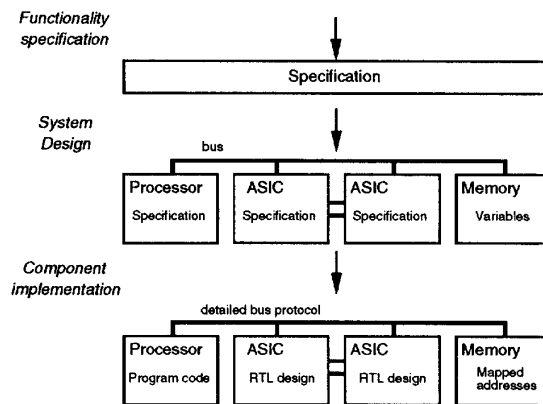 Functionality
specification
Specification
System
Design
bus
Processor ASIC ASIC Memory
Specification Specification Specification Variables
Component
implementation
detailed bus protocol
Processor ASIC ASIC Memory
Program code RTL design RTL design Mapped
addresses